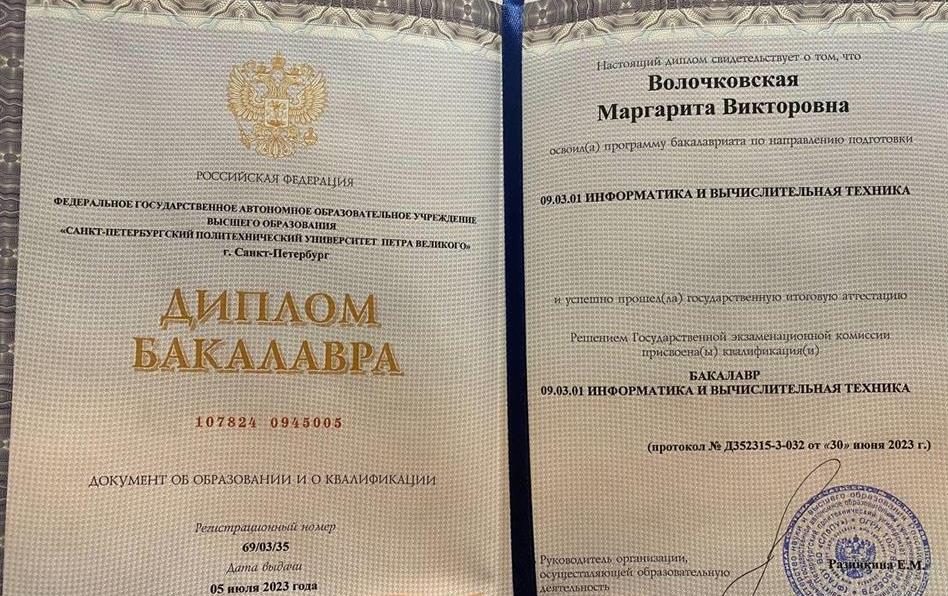 РОССИЙСКАЯ ФЕДЕРАЦИЯ
ФЕДЕРАЛЬНОЕ ГОСУДАРСТВЕННОЕ АВТОНОМНОЕ ОБРАЗОВАТЕЛЬНОЕ УЧРЕЖДЕНИЕ
ВЫСШЕГО ОБРАЗОВАНИЯ
«САНКТ-ПЕТЕРБУРГСКИЙ ПОЛИТЕХНИЧЕСКИЙ УНИВЕРСИТЕТ ПЕТРА ВЕЛИКОГО»
г. Санкт-Петербург
ДИПЛОМ
БАКАЛАВРА
107824 0945005
ДОКУМЕНТ ОБ ОБРАЗОВАНИИ И О КВАЛИФИКАЦИИ
Регистрационный номер
69/03/35
Дата выдачи
05 июля 2023 года
Настоящий диплом свидетельствует о том, что
Волочковская
Маргарита Викторовна
освоил(а) программу бакалавриата по направлению подготовки
09.03.01 ИНФОРМАТИКА И ВЫЧИСЛИТЕЛЬНАЯ ТЕХНИКА
и успешно прошел(ла) государственную итоговую аттестацию
Решением Государственной экзаменационной комиссии
присвоена(ы) квалификация(и)
БАКАЛАВР
09.03.01 ИНФОРМАТИКА И ВЫЧИСЛИТЕЛЬНАЯ ТЕХНИКА
(протокол № Д352315-3-032 от «30» июня 2023 г.)
Руководитель организации,
осуществляющей образовательную
деятельность
Разинкина Е.М.